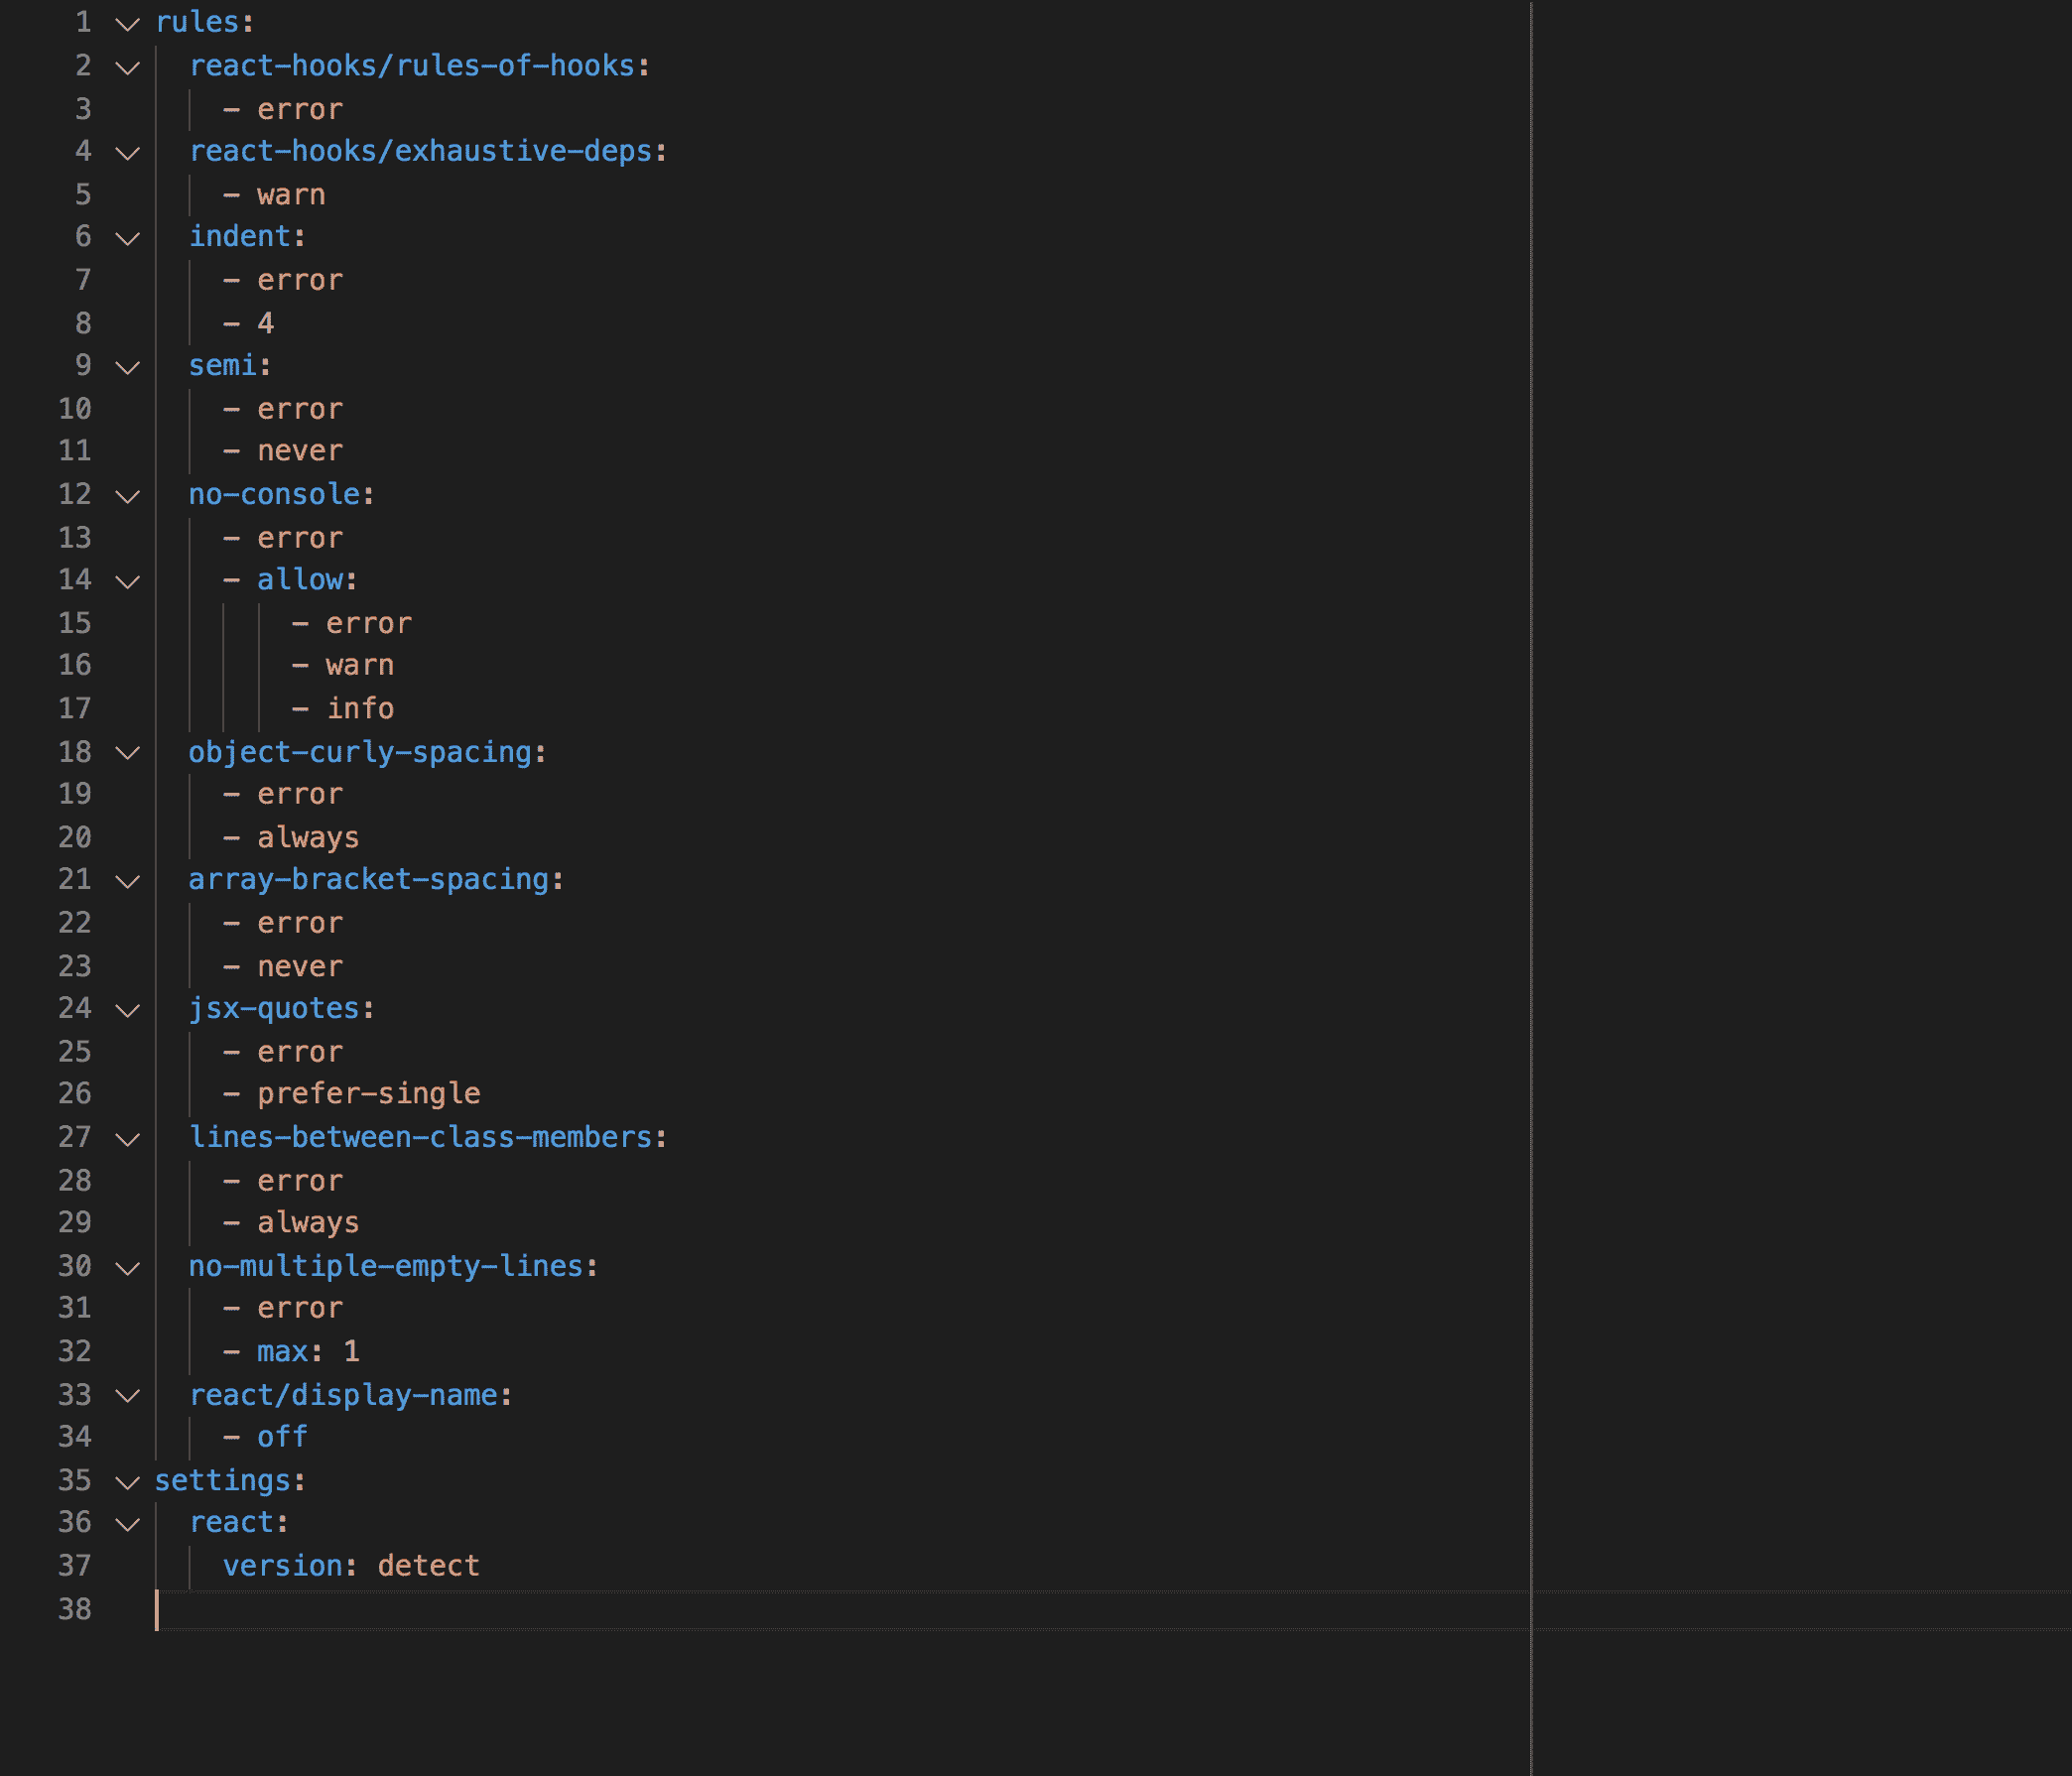 1 rules:
2   react-hooks/rules-of-hooks:
3     - error
4   react-hooks/exhaustive-deps:
5     - warn
6   indent:
7     - error
8     - 4
9   semi:
10     - error
11     - never
12   no-console:
13     - error
14     - allow:
15         - error
16         - warn
17         - info
18   object-curly-spacing:
19     - error
20     - always
21   array-bracket-spacing:
22     - error
23     - never
24   jsx-quotes:
25     - error
26     - prefer-single
27   lines-between-class-members:
28     - error
29     - always
30   no-multiple-empty-lines:
31     - error
32     - max: 1
33   react/display-name:
34     - off
35 settings:
36   react:
37     version: detect
38